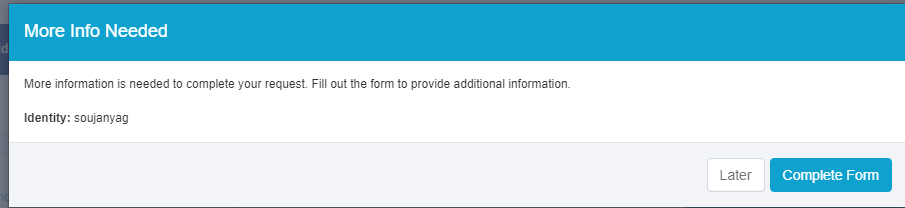 More Info Needed
More information is needed to complete your request. Fill out the form to provide additional information.
Identity: soujanyag
Later
Complete Form